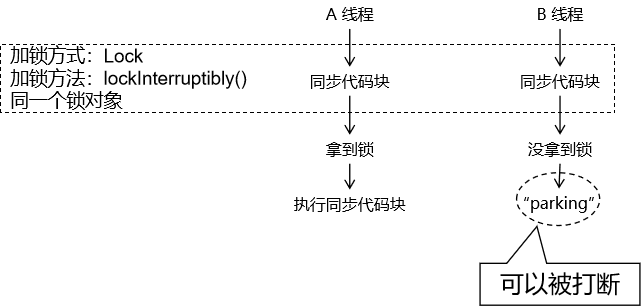 A 线程 B 线程
加锁方式：Lock
加锁方法：lockInterruptibly()
同一个锁对象
同步代码块 同步代码块
拿到锁 没拿到锁
执行同步代码块 “parking”
可以被打断